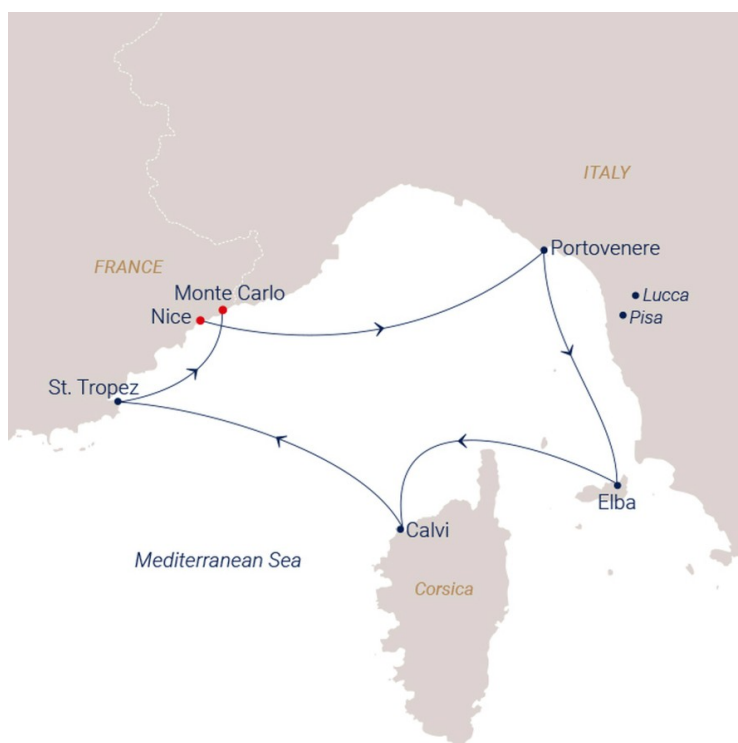 ITALY
Portovenere
FRANCE
Monte Carlo
Lucca
Nice
Pisa
St. Tropez
Elba
Calvi
Mediterranean Sea
Corsica